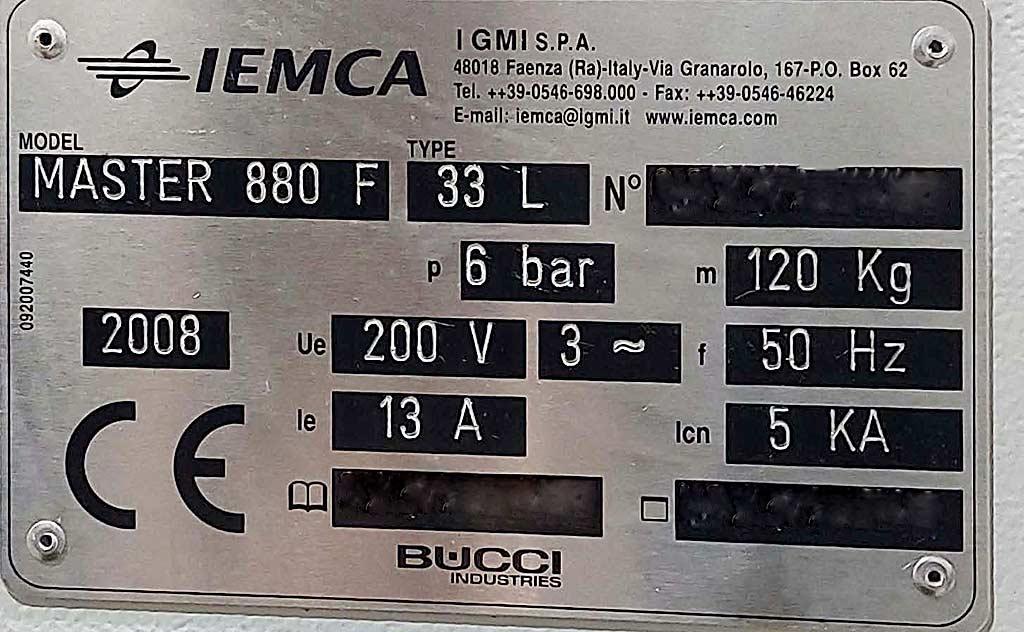 IEMCA
IGMI S.P.A.
48018 Faenza (Ra)-Italy-Via Granarolo, 167-P.O. Box 62
Tel. ++39-0546-698.000 - Fax: ++39-0546-46224
E-mail: iemca@igmi.it www.iemca.com
MODEL TYPE
MASTER 880 F 33 L N°
p 6 bar m 120 Kg
092007440
2008 Ue 200 V 3 ~ f 50 Hz
Ie 13 A Icn 5 KA
CE
BUCCI
INDUSTRIES